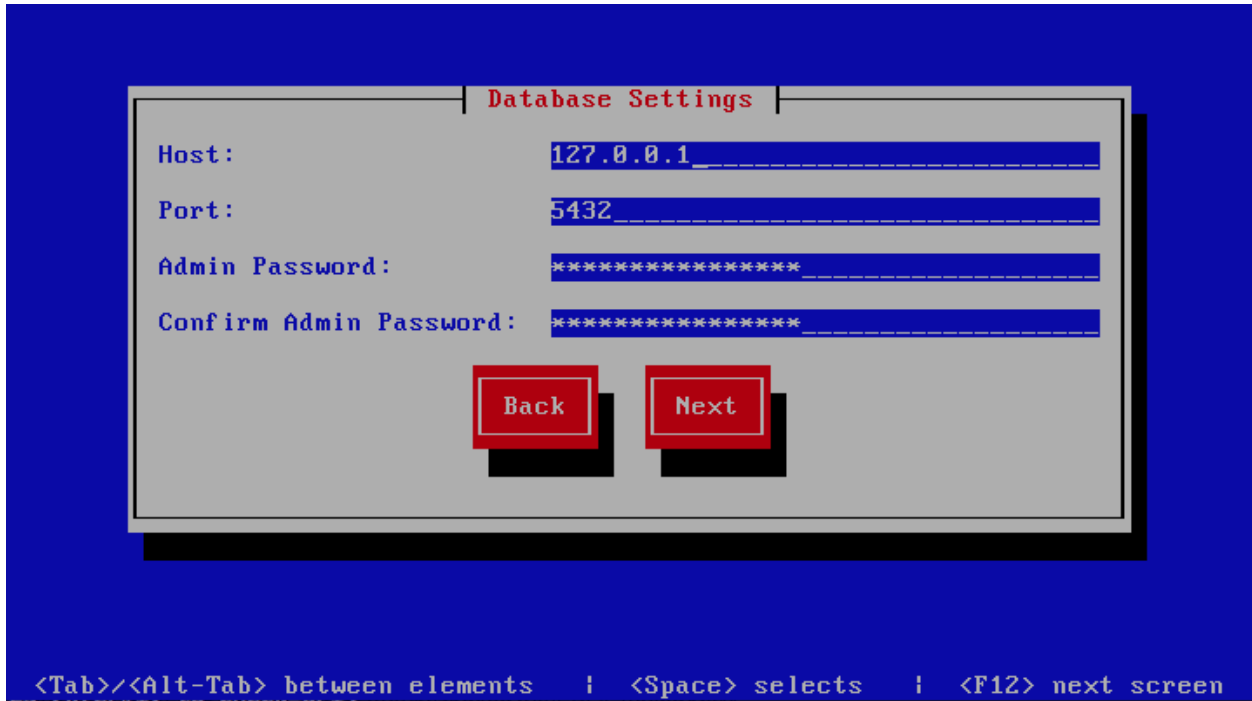 Database Settings
Host: 127.0.0.1_
Port: 5432
Admin Password: ****************
Confirm Admin Password: ****************
Back Next
<Tab>/<Alt-Tab> between elements | <Space> selects | <F12> next screen